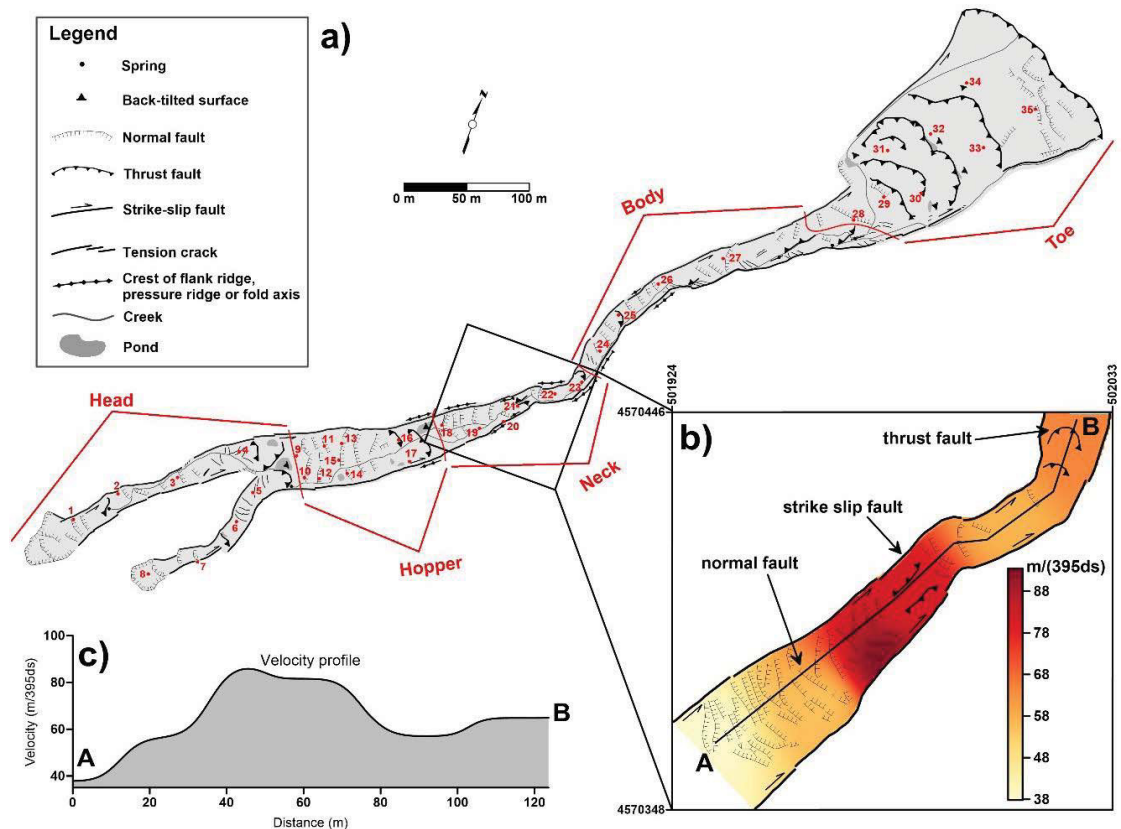 Legend
Spring
Back-tilted surface
Normal fault
Thrust fault
Strike-slip fault
Tension crack
Crest of flank ridge,
pressure ridge or fold axis
Creek
Pond
a)
N
0 m 50 m 100 m
Head
Hopper
Neck
Body
Toe
1
2
3
4
5
6
7
8
9
10
11
12
13
14
15
16
17
18
19
20
21
22
23
24
25
26
27
28
29
30
31
32
33
34
35
b)
501924
502033
4570446
4570348
thrust fault
strike slip fault
normal fault
A
B
m/(395ds)
88
78
68
58
48
38
c)
Velocity profile
Velocity (m/395ds)
100
80
60
40
A
B
0 20 40 60 80 100 120
Distance (m)